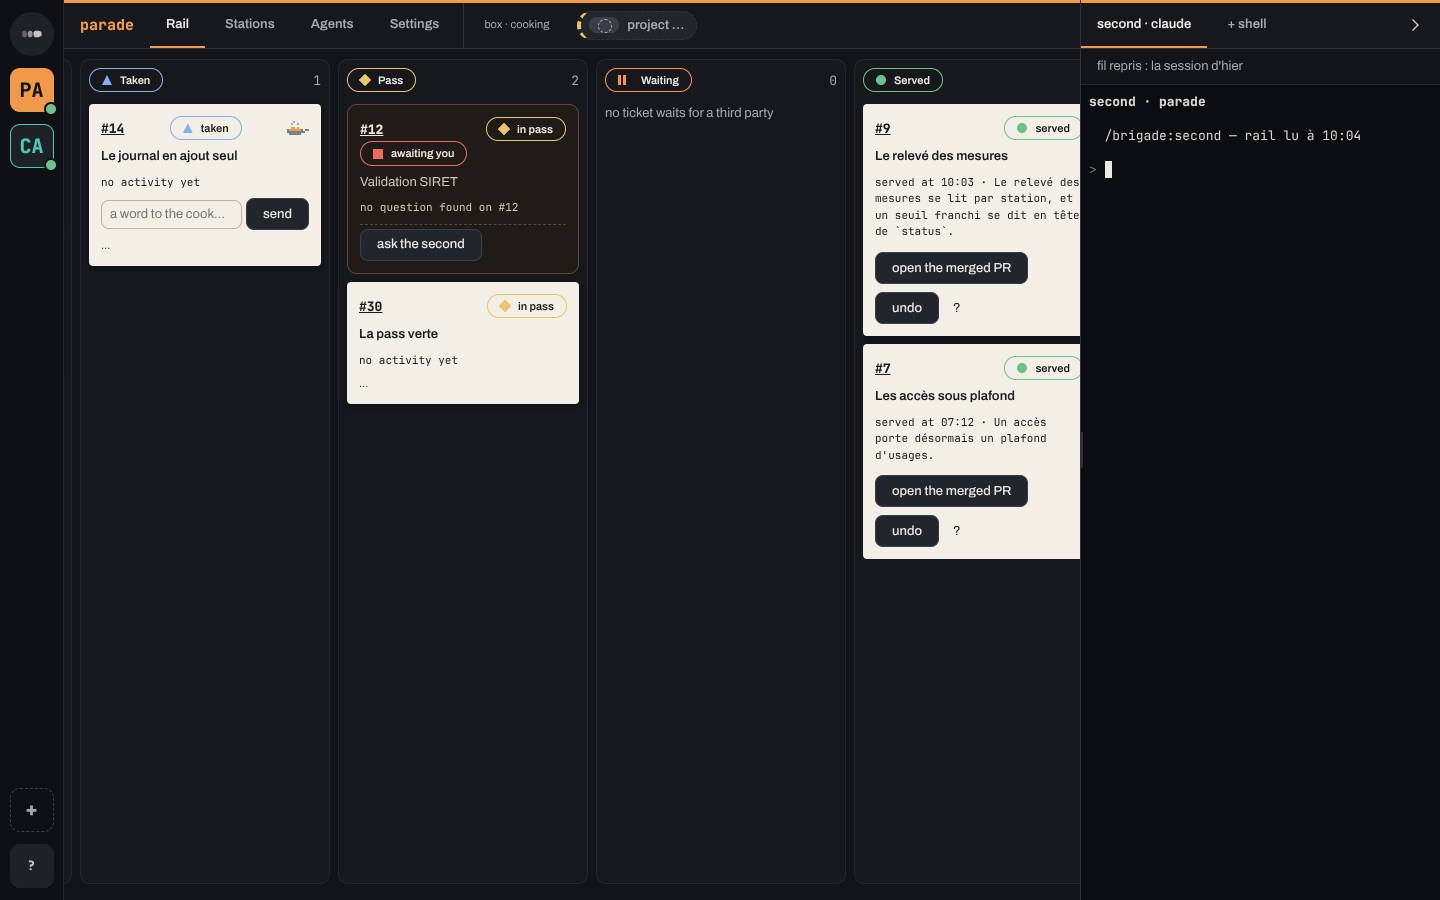 parade Rail Stations Agents Settings box · cooking project ... second · claude + shell
fil repris : la session d'hier
PA
CA
+
?
Taken 1
#14 taken
Le journal en ajout seul
no activity yet
a word to the cook... send
...
Pass 2
#12 in pass
awaiting you
Validation SIRET
no question found on #12
ask the second
#30 in pass
La pass verte
no activity yet
...
Waiting 0
no ticket waits for a third party
Served
#9 served
Le relevé des mesures
served at 10:03 · Le relevé des
mesures se lit par station, et
un seuil franchi se dit en tête
de `status`.
open the merged PR
undo ?
#7 served
Les accès sous plafond
served at 07:12 · Un accès
porte désormais un plafond
d'usages.
open the merged PR
undo ?
second · parade
/brigade:second — rail lu à 10:04
>